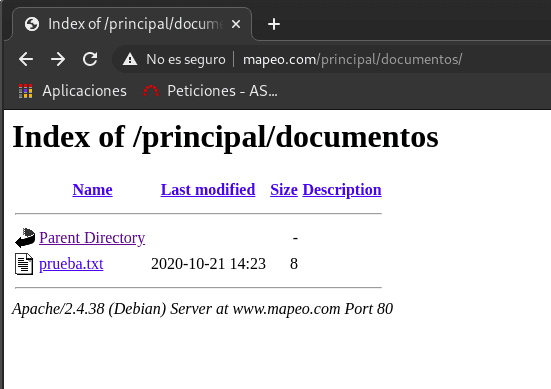 Index of /principal/docume
No es seguro mapeo.com/principal/documentos/
Aplicaciones Peticiones - AS...
Index of /principal/documentos
Name Last modified Size Description
Parent Directory -
prueba.txt 2020-10-21 14:23 8
Apache/2.4.38 (Debian) Server at www.mapeo.com Port 80